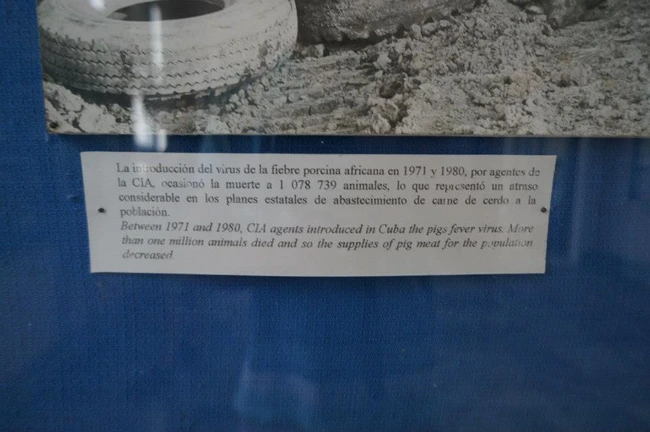 La introducción del virus de la fiebre porcina africana en 1971 y 1980, por agentes de
la CIA, ocasionó la muerte a 1 078 739 animales, lo que representó un atraso
considerable en los planes estatales de abastecimiento de carne de cerdo a la
población.
Between 1971 and 1980, CIA agents introduced in Cuba the pigs fever virus. More
than one million animals died and so the supplies of pig meat for the population
decreased.